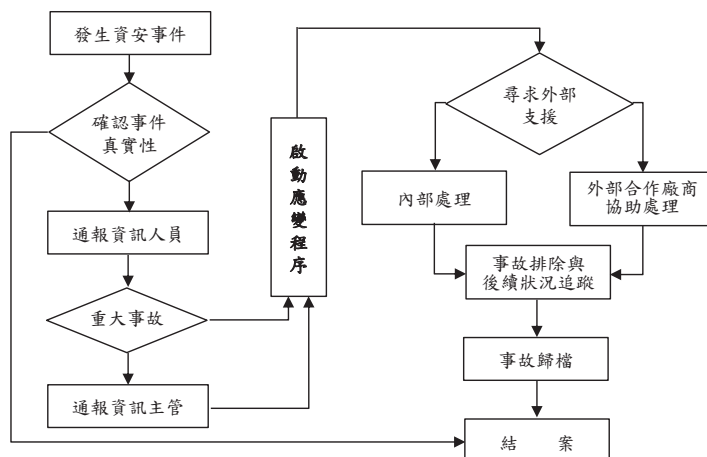 發生資安事件
確認事件
真實性
通報資訊人員
重大事故
通報資訊主管
啟動應變程序
尋求外部
支援
內部處理
外部合作廠商
協助處理
事故排除與
後續狀況追蹤
事故歸檔
結　　案